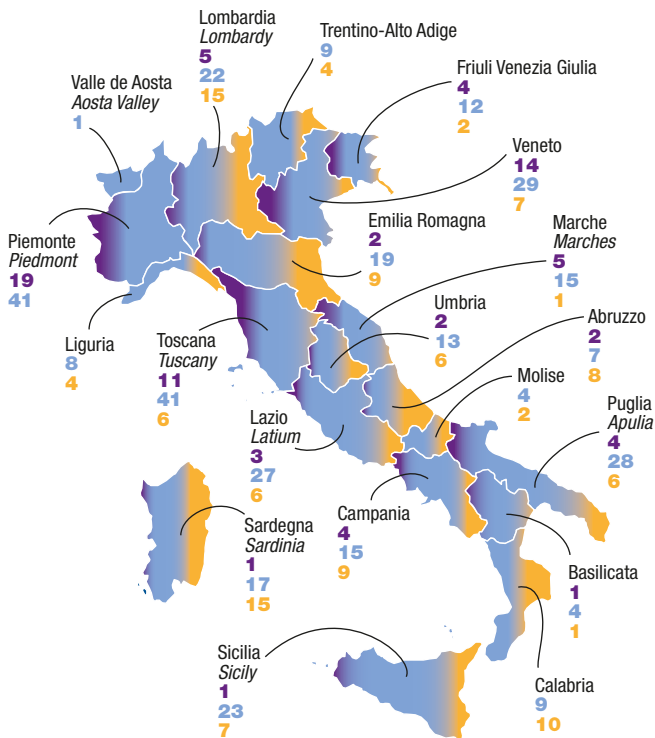 Lombardia
Lombardy
5
22
15
Trentino-Alto Adige
9
4
Friuli Venezia Giulia
4
12
2
Valle de Aosta
Aosta Valley
1
Veneto
14
29
7
Piemonte
Piedmont
19
41
Emilia Romagna
2
19
9
Marche
Marches
5
15
1
Liguria
8
4
Toscana
Tuscany
11
41
6
Umbria
2
13
6
Abruzzo
2
7
8
Molise
4
2
Puglia
Apulia
4
28
6
Lazio
Latium
3
27
6
Campania
4
15
9
Sardegna
Sardinia
1
17
15
Basilicata
1
4
1
Sicilia
Sicily
1
23
7
Calabria
9
10